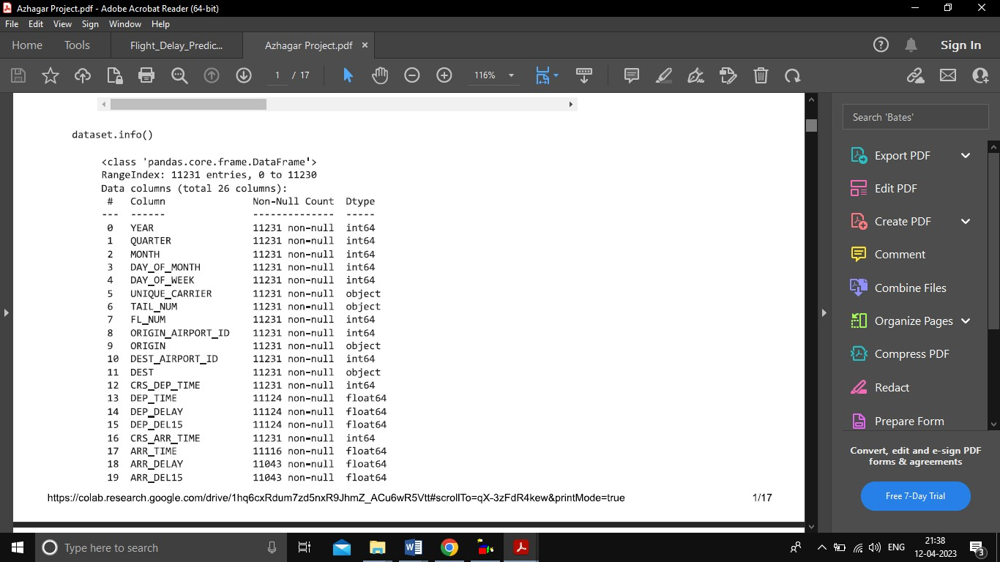 Azhagar Project.pdf - Adobe Acrobat Reader (64-bit)
File Edit View Sign Window Help
Home Tools Flight_Delay_Predic... Azhagar Project.pdf × Sign In
1 / 17 116%
dataset.info()
<class 'pandas.core.frame.DataFrame'>
RangeIndex: 11231 entries, 0 to 11230
Data columns (total 26 columns):
# Column Non-Null Count Dtype
--- ------ -------------- -----
0 YEAR 11231 non-null int64
1 QUARTER 11231 non-null int64
2 MONTH 11231 non-null int64
3 DAY_OF_MONTH 11231 non-null int64
4 DAY_OF_WEEK 11231 non-null int64
5 UNIQUE_CARRIER 11231 non-null object
6 TAIL_NUM 11231 non-null object
7 FL_NUM 11231 non-null int64
8 ORIGIN_AIRPORT_ID 11231 non-null int64
9 ORIGIN 11231 non-null object
10 DEST_AIRPORT_ID 11231 non-null int64
11 DEST 11231 non-null object
12 CRS_DEP_TIME 11231 non-null int64
13 DEP_TIME 11124 non-null float64
14 DEP_DELAY 11124 non-null float64
15 DEP_DEL15 11124 non-null float64
16 CRS_ARR_TIME 11231 non-null int64
17 ARR_TIME 11116 non-null float64
18 ARR_DELAY 11043 non-null float64
19 ARR_DEL15 11043 non-null float64
https://colab.research.google.com/drive/1hq6cxRdum7zd5nxR9JhmZ_ACu6wR5Vtt#scrollTo=qX-3zFdR4kew&printMode=true 1/17
Search 'Bates'
Export PDF
Edit PDF
Create PDF
Comment
Combine Files
Organize Pages
Compress PDF
Redact
Prepare Form
Convert, edit and e-sign PDF
forms & agreements
Free 7-Day Trial
Type here to search
ENG
21:38
12-04-2023
3